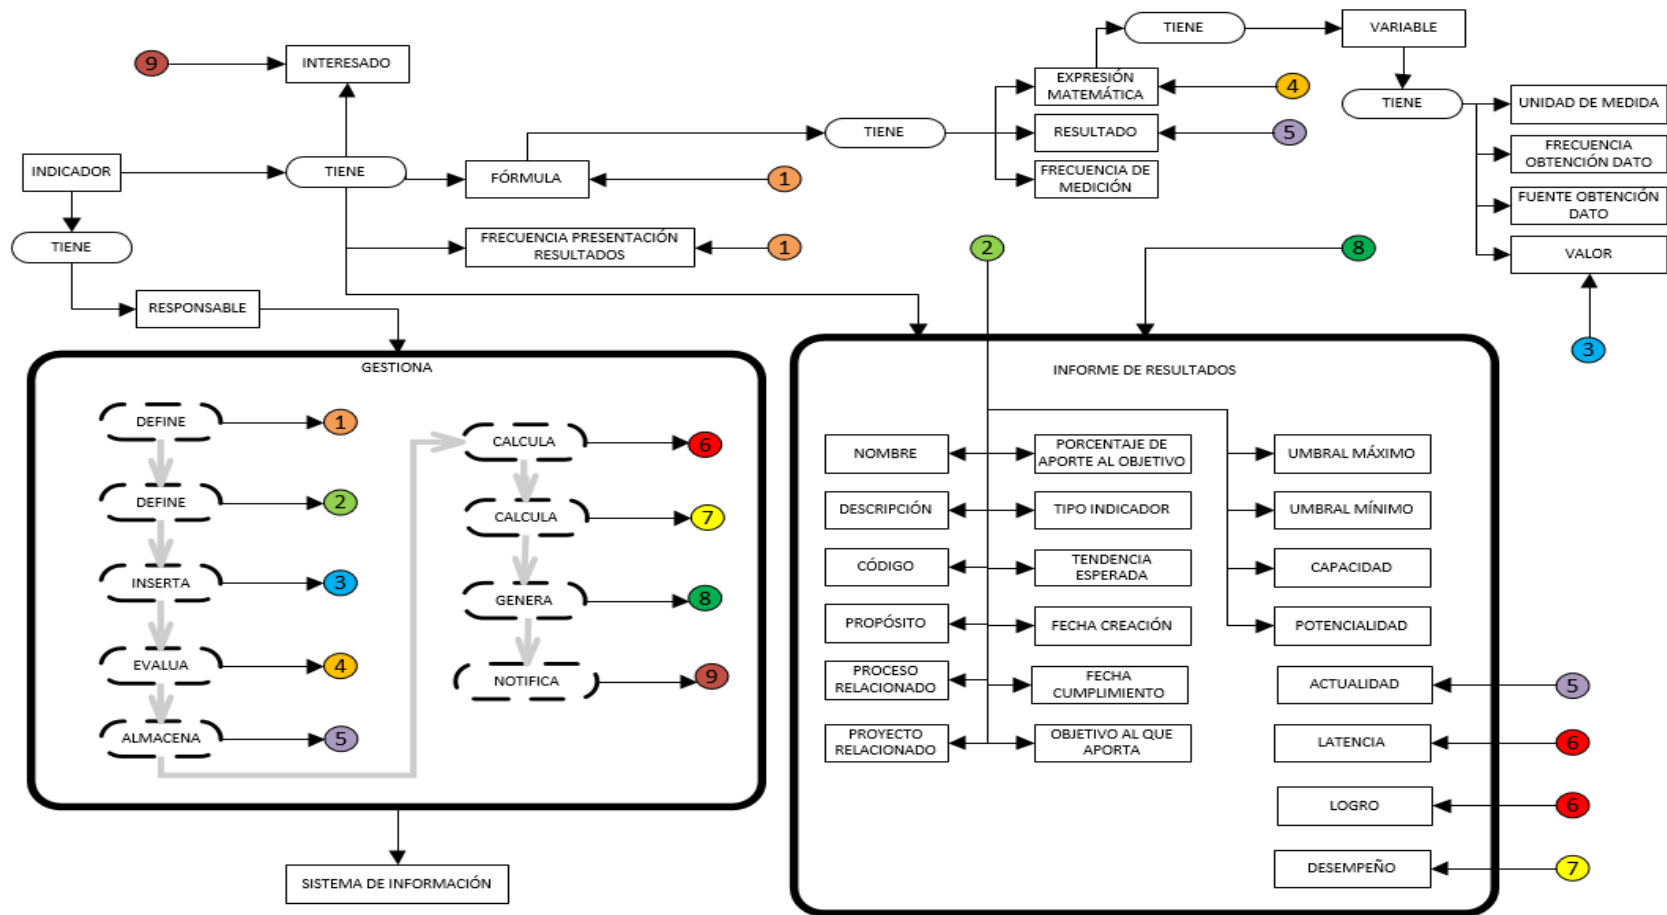 TIENE
VARIABLE
9
INTERESADO
EXPRESIÓN
MATEMÁTICA
4
TIENE
UNIDAD DE MEDIDA
TIENE
RESULTADO
5
FRECUENCIA
OBTENCIÓN DATO
INDICADOR
TIENE
FÓRMULA
1
FRECUENCIA DE
MEDICIÓN
FUENTE OBTENCIÓN
DATO
TIENE
FRECUENCIA PRESENTACIÓN
RESULTADOS
1
2
8
VALOR
RESPONSABLE
3
GESTIONA
DEFINE
1
DEFINE
2
INSERTA
3
EVALUA
4
ALMACENA
5
CALCULA
6
CALCULA
7
GENERA
8
NOTIFICA
9
SISTEMA DE INFORMACIÓN
INFORME DE RESULTADOS
NOMBRE
PORCENTAJE DE
APORTE AL OBJETIVO
UMBRAL MÁXIMO
DESCRIPCIÓN
TIPO INDICADOR
UMBRAL MÍNIMO
CÓDIGO
TENDENCIA
ESPERADA
CAPACIDAD
PROPÓSITO
FECHA CREACIÓN
POTENCIALIDAD
PROCESO
RELACIONADO
FECHA
CUMPLIMIENTO
ACTUALIDAD
5
PROYECTO
RELACIONADO
OBJETIVO AL QUE
APORTA
LATENCIA
6
LOGRO
6
DESEMPEÑO
7